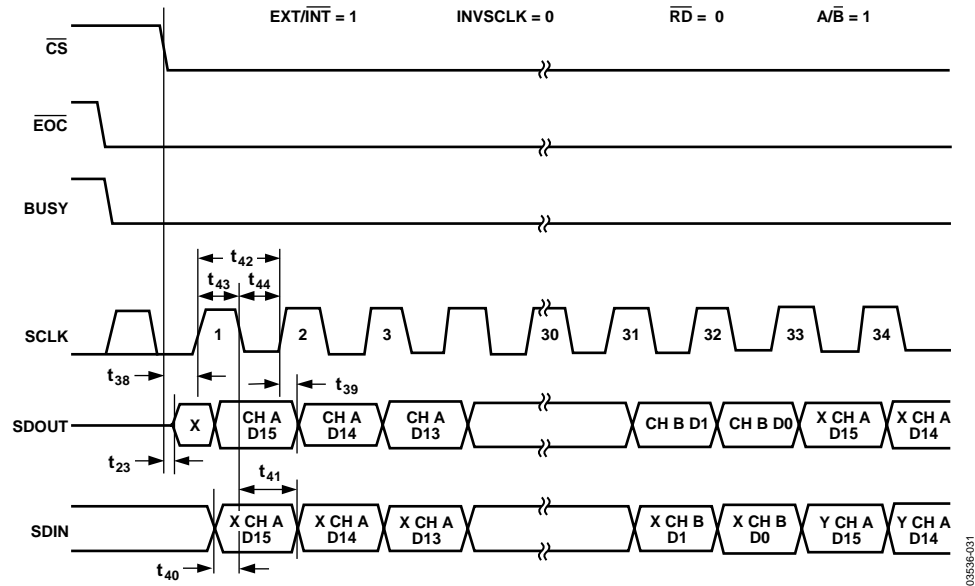 EXT/INT = 1 INVSCLK = 0 RD = 0 A/B = 1
CS
EOC
BUSY
t42
t43 t44
SCLK 1 2 3 30 31 32 33 34
t38 t39
SDOUT X CH A D15 CH A D14 CH A D13 CH B D1 CH B D0 X CH A D15 X CH A D14
t23
t41
SDIN X CH A D15 X CH A D14 X CH A D13 X CH B D1 X CH B D0 Y CH A D15 Y CH A D14
t40
03536-031